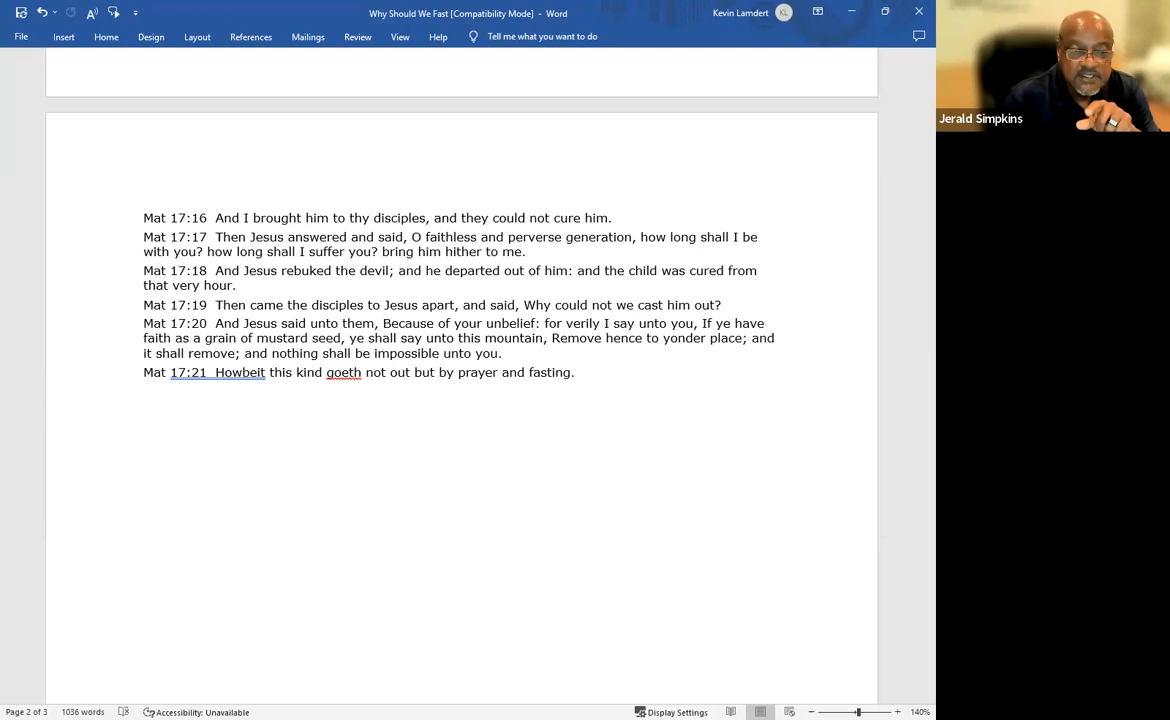 Why Should We Fast [Compatibility Mode] - Word
Kevin Lamdert
KL
File Insert Home Design Layout References Mailings Review View Help Tell me what you want to do
Jerald Simpkins
Mat 17:16 And I brought him to thy disciples, and they could not cure him.
Mat 17:17 Then Jesus answered and said, O faithless and perverse generation, how long shall I be
with you? how long shall I suffer you? bring him hither to me.
Mat 17:18 And Jesus rebuked the devil; and he departed out of him: and the child was cured from
that very hour.
Mat 17:19 Then came the disciples to Jesus apart, and said, Why could not we cast him out?
Mat 17:20 And Jesus said unto them, Because of your unbelief: for verily I say unto you, If ye have
faith as a grain of mustard seed, ye shall say unto this mountain, Remove hence to yonder place; and
it shall remove; and nothing shall be impossible unto you.
Mat 17:21 Howbeit this kind goeth not out but by prayer and fasting.
Page 2 of 3 1036 words Accessibility: Unavailable Display Settings 140%